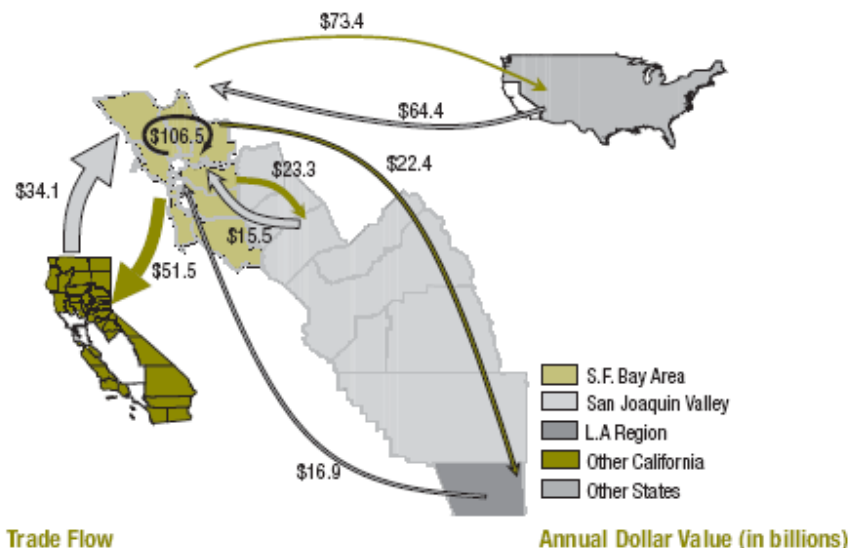 $73.4
$64.4
$106.5
$22.4
$23.3
$34.1
$15.5
$51.5
S.F. Bay Area
San Joaquin Valley
L.A Region
$16.9
Other California
Other States
Trade Flow
Annual Dollar Value (in billions)